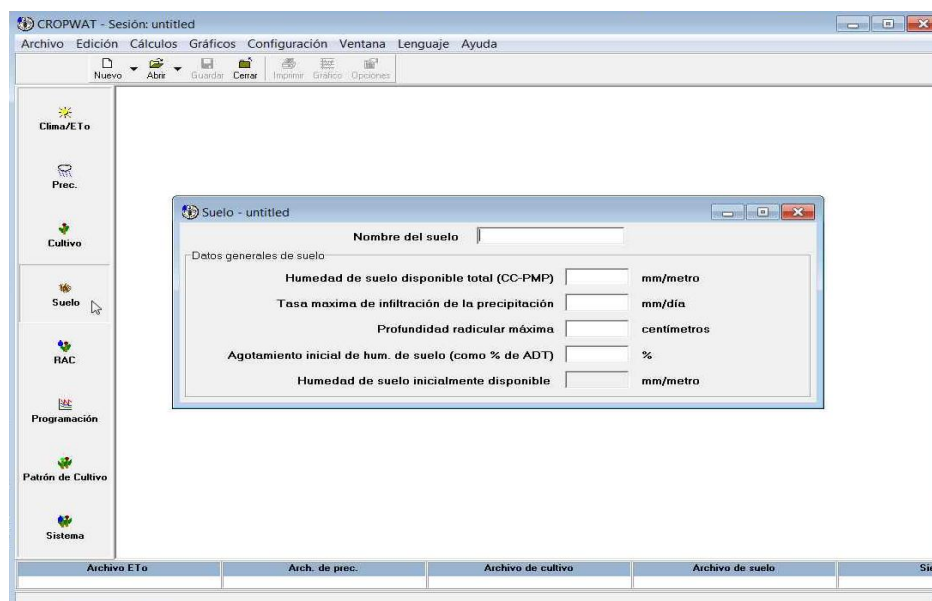 CROPWAT - Sesión: untitled
Archivo Edición Cálculos Gráficos Configuración Ventana Lenguaje Ayuda
Nuevo Abrir Guardar Cerrar Imprimir Gráfico Opciones
Clima/ETo
Prec.
Cultivo
Suelo
RAC
Programación
Patrón de Cultivo
Sistema
Suelo - untitled
Nombre del suelo
Datos generales de suelo
Humedad de suelo disponible total (CC-PMP) mm/metro
Tasa maxima de infiltración de la precipitación mm/día
Profundidad radicular máxima centímetros
Agotamiento inicial de hum. de suelo (como % de ADT) %
Humedad de suelo inicialmente disponible mm/metro
Archivo ETo Arch. de prec. Archivo de cultivo Archivo de suelo